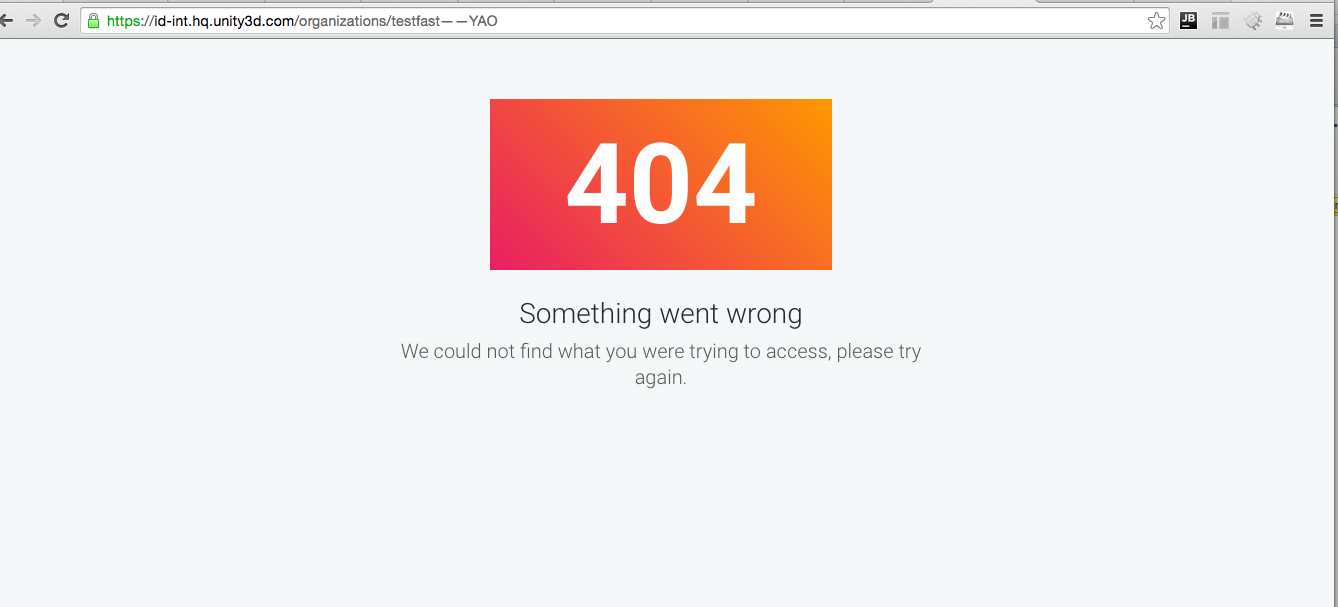 https://id-int.hq.unity3d.com/organizations/testfast——YAO
JB
404
Something went wrong
We could not find what you were trying to access, please try
again.